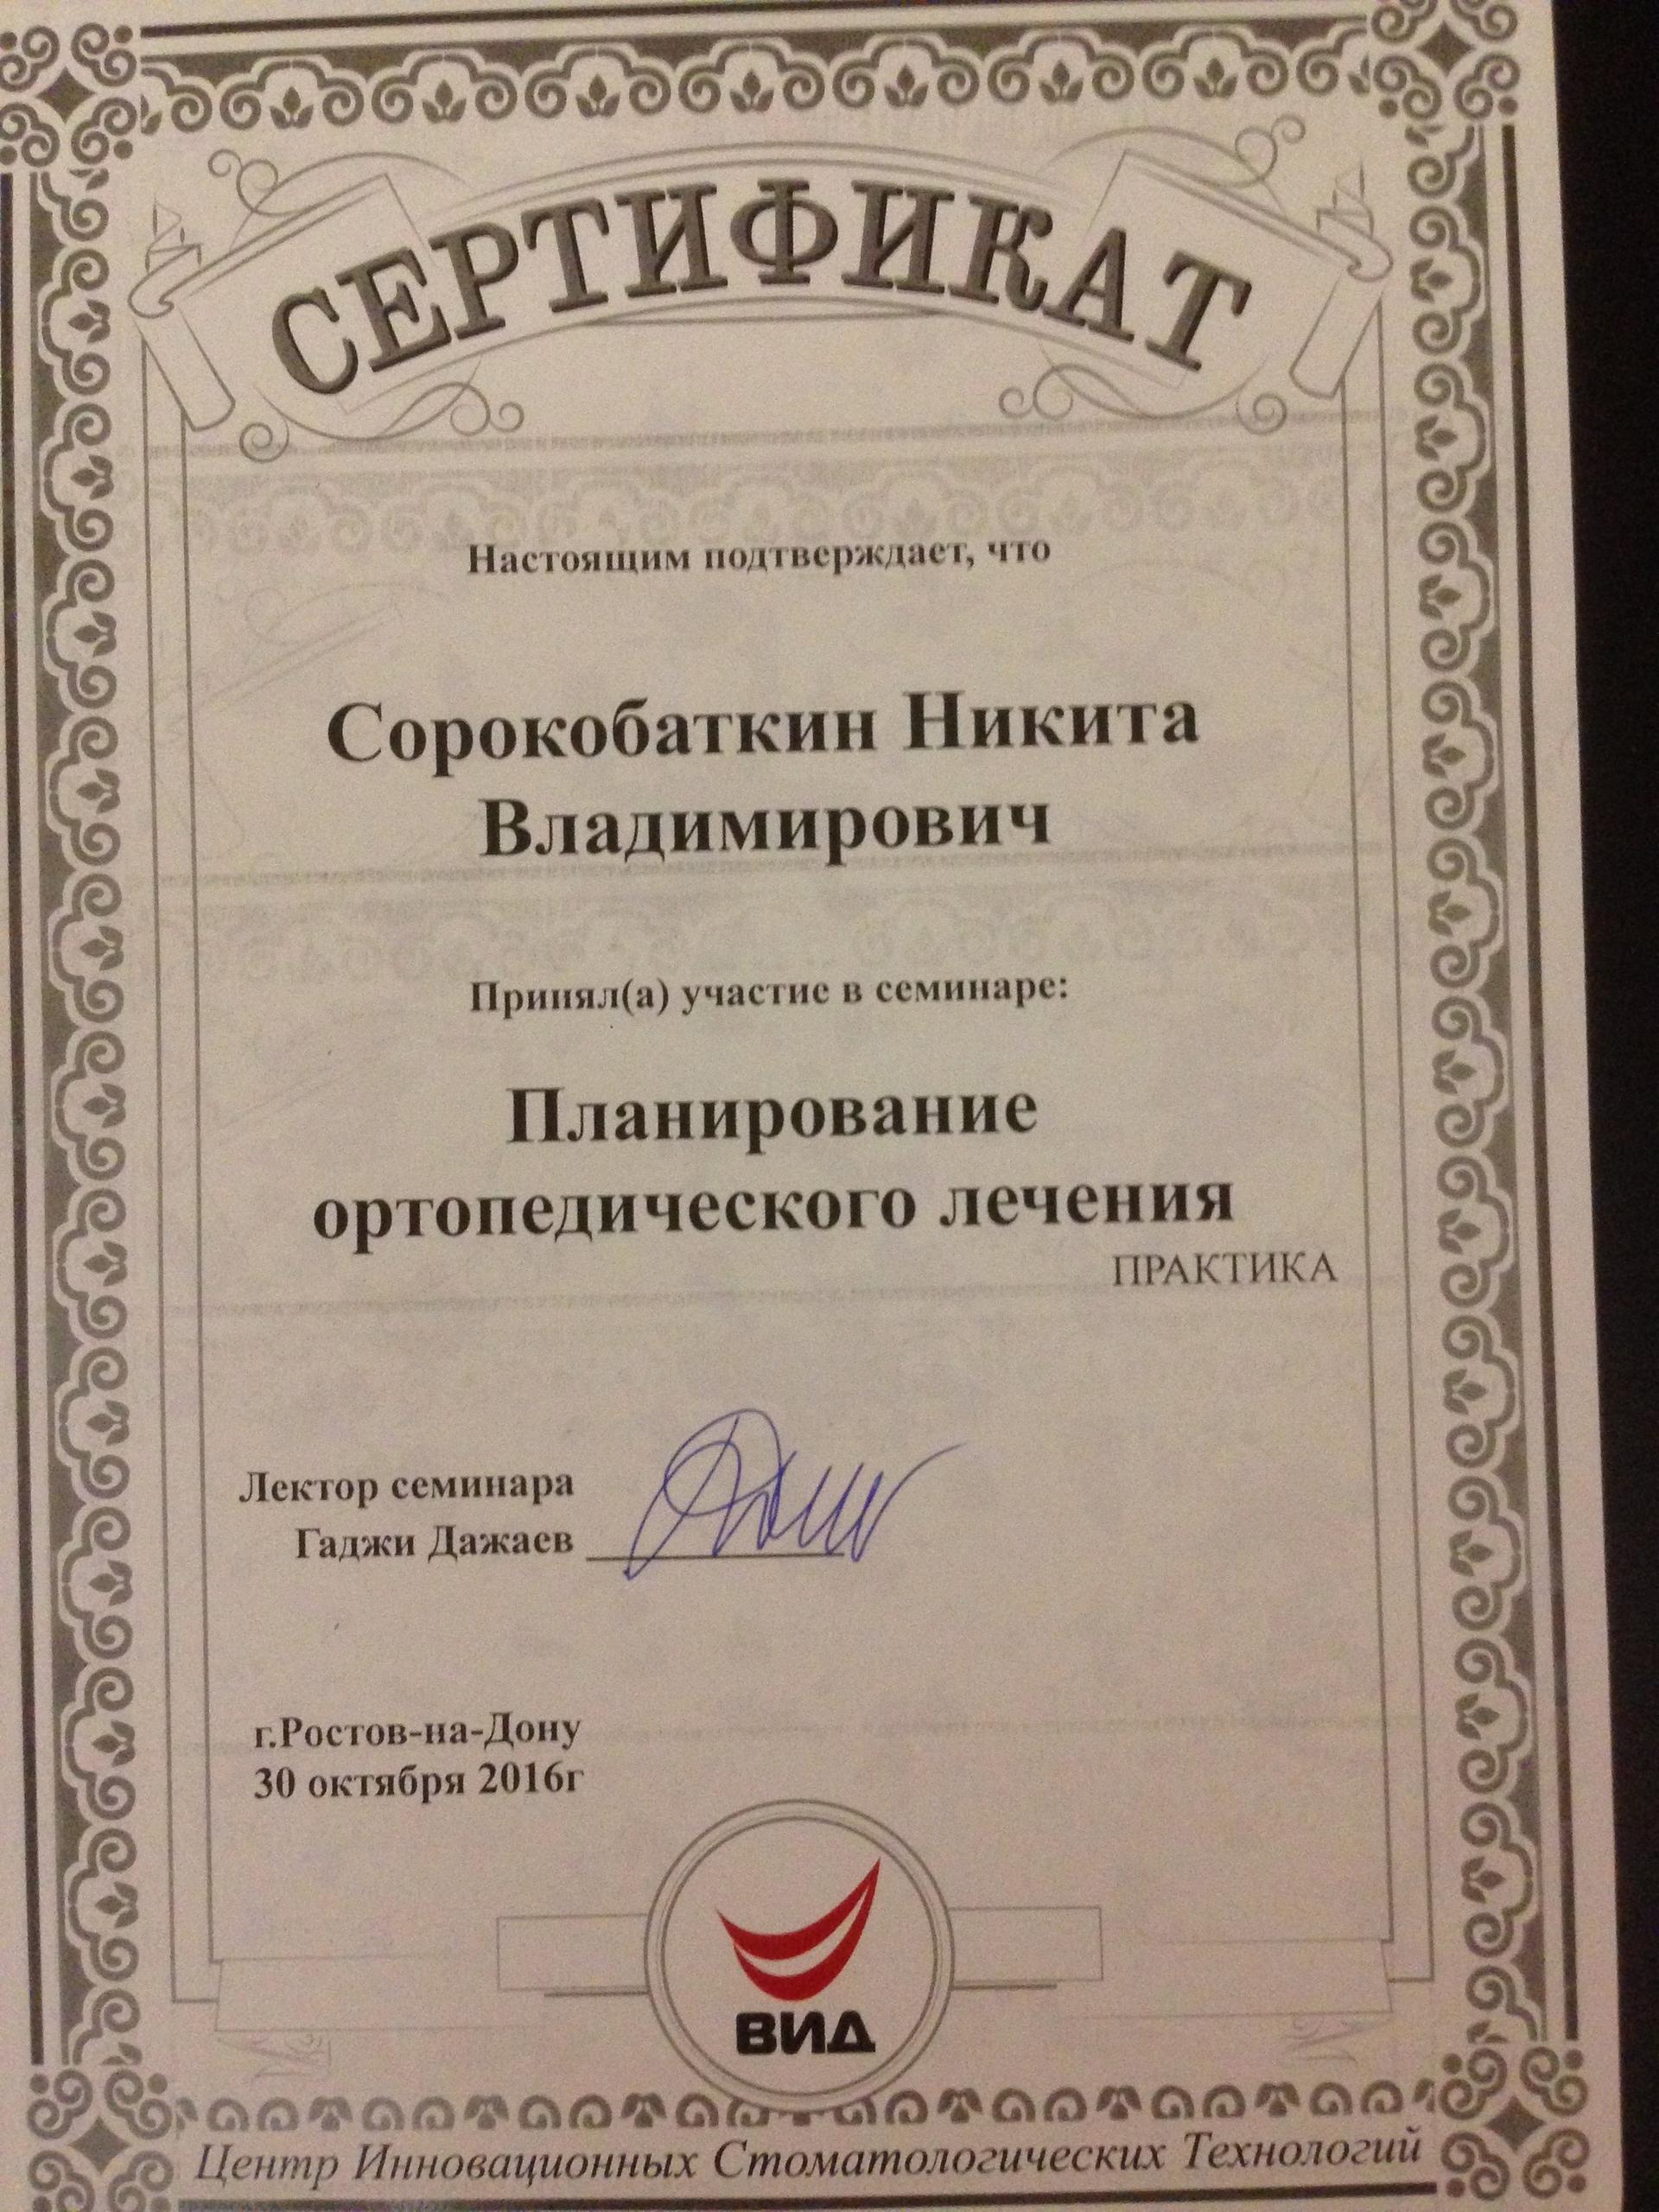 СЕРТИФИКАТ
Настоящим подтверждает, что
Сорокобаткин Никита
Владимирович
Принял(а) участие в семинаре:
Планирование
ортопедического лечения
ПРАКТИКА
Лектор семинара
Гаджи Дажаев
г.Ростов-на-Дону
30 октября 2016г
ВИД
Центр Инновационных Стоматологических Технологий